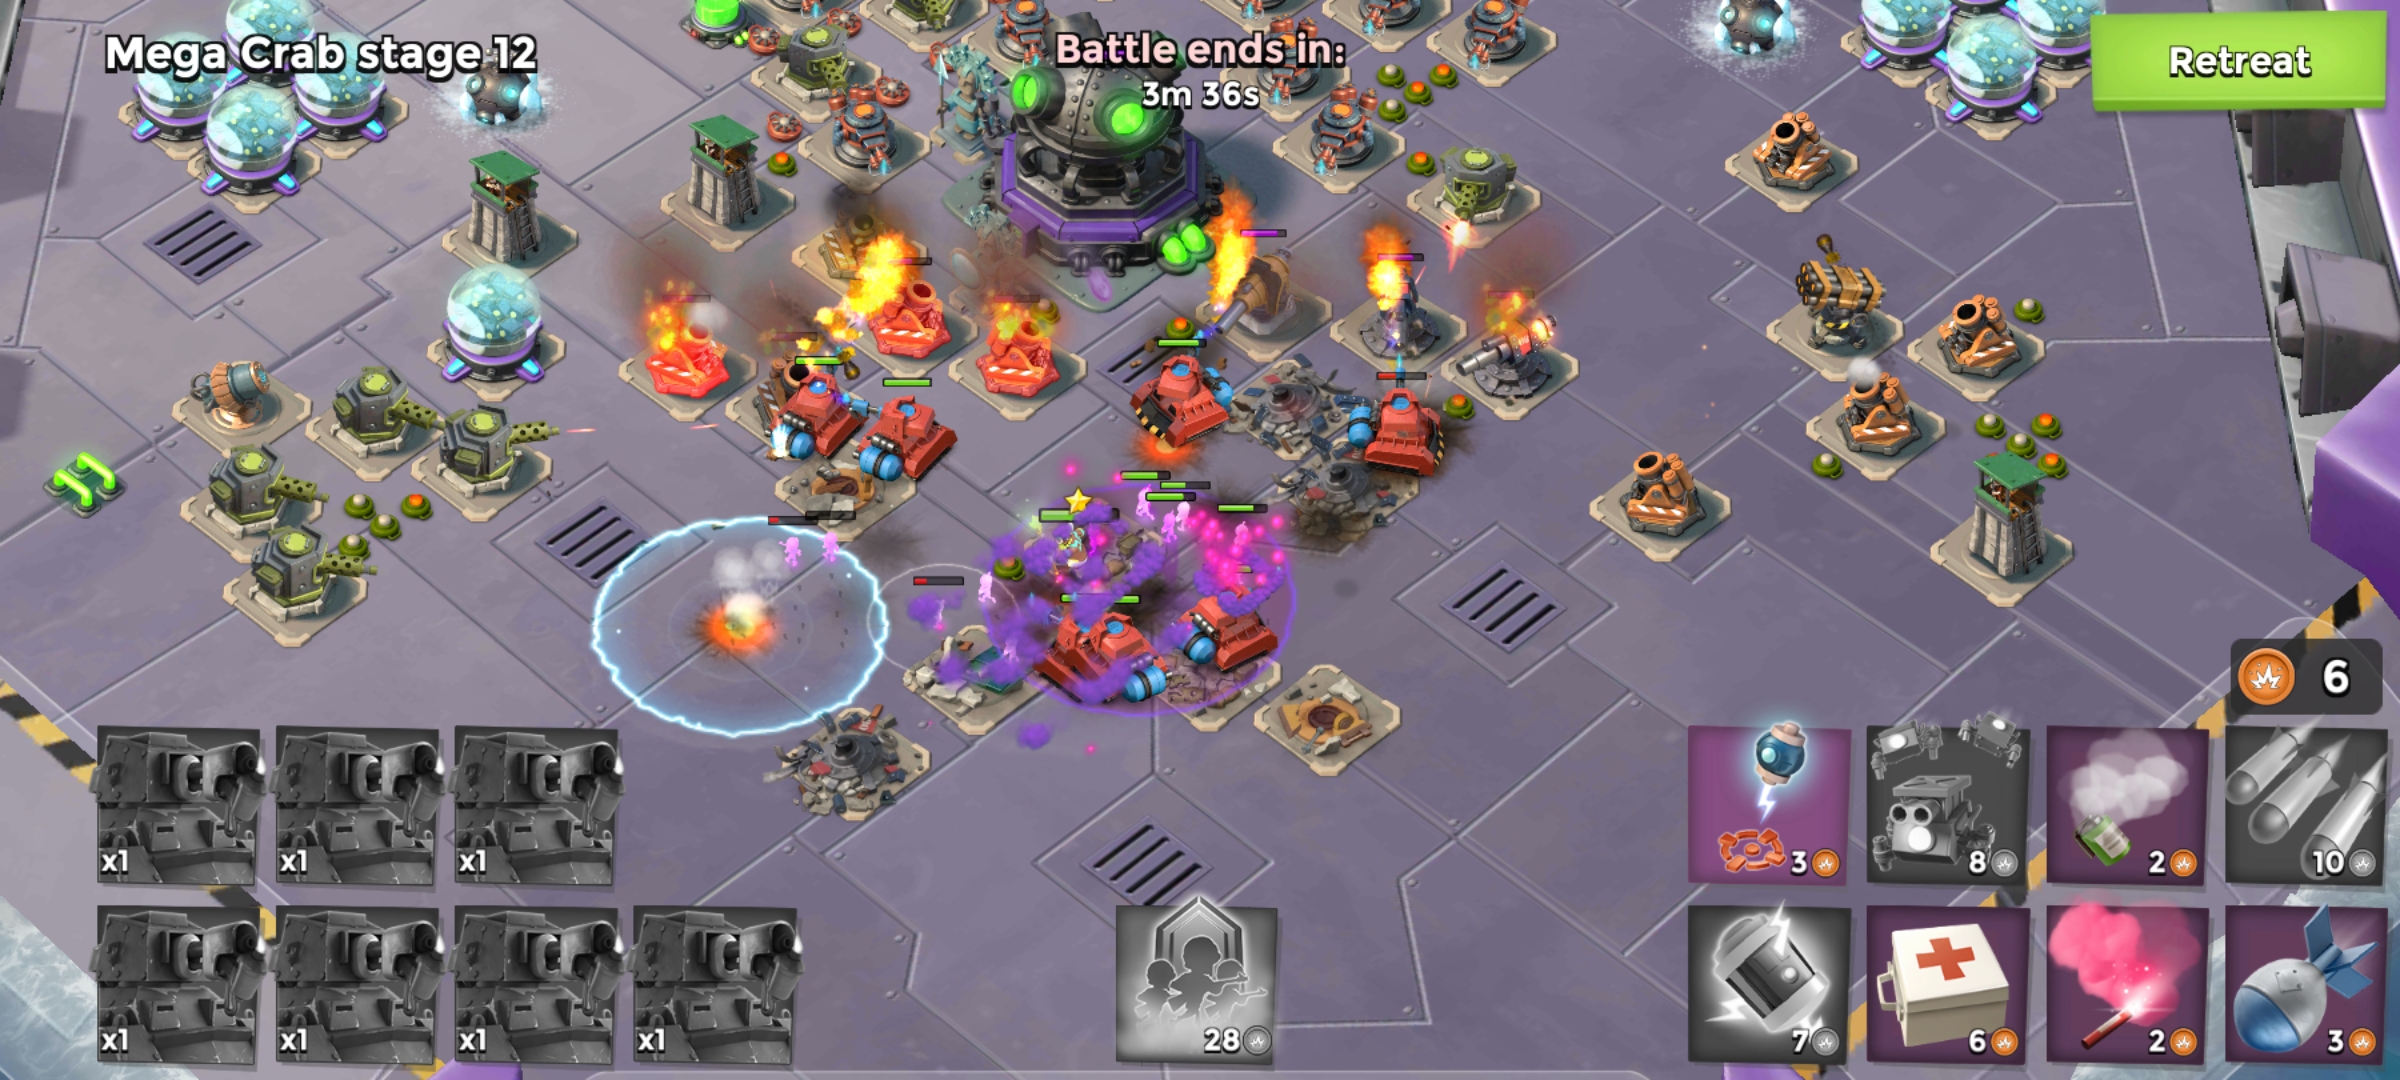 Mega Crab stage 12
Battle ends in:
3m 36s
Retreat
6
x1 x1 x1
3 8 2 10
x1 x1 x1 x1
28
7 6 2 3